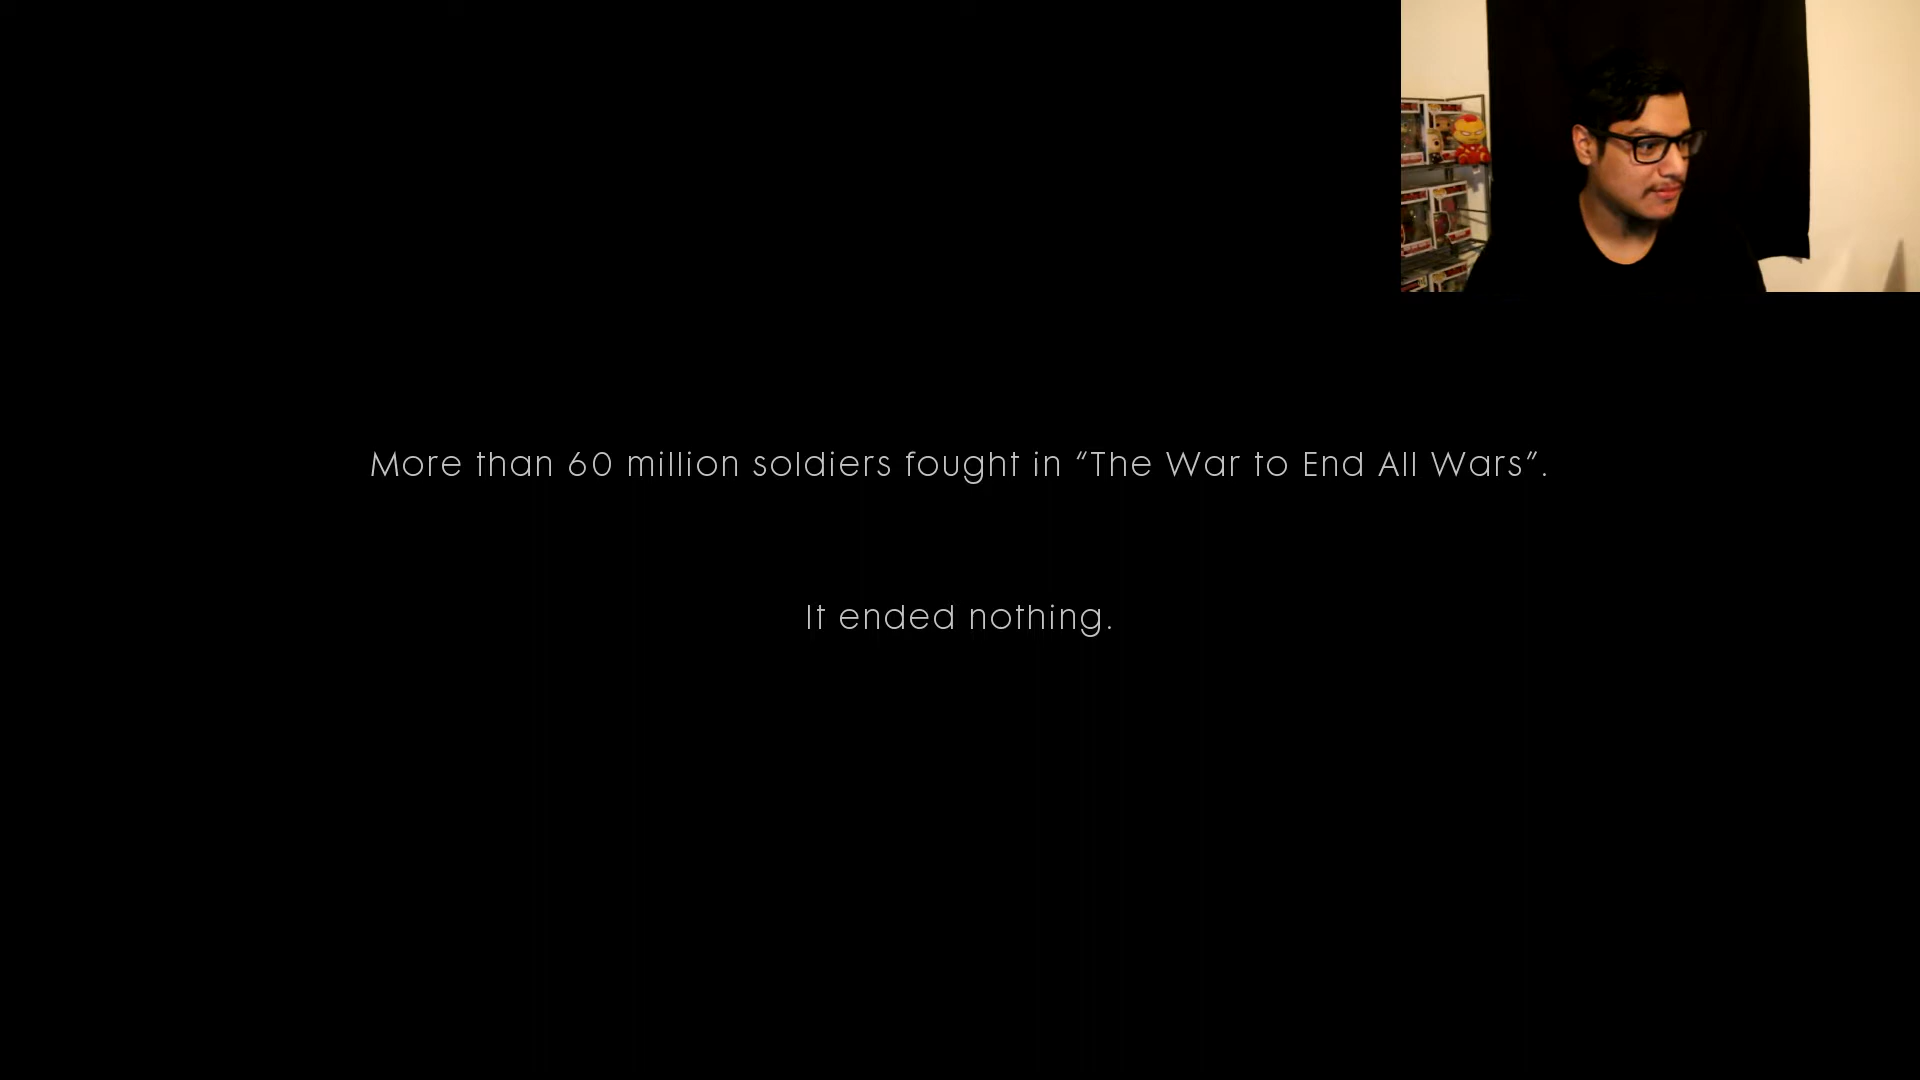 More than 60 million soldiers fought in “The War to End All Wars”.
It ended nothing.